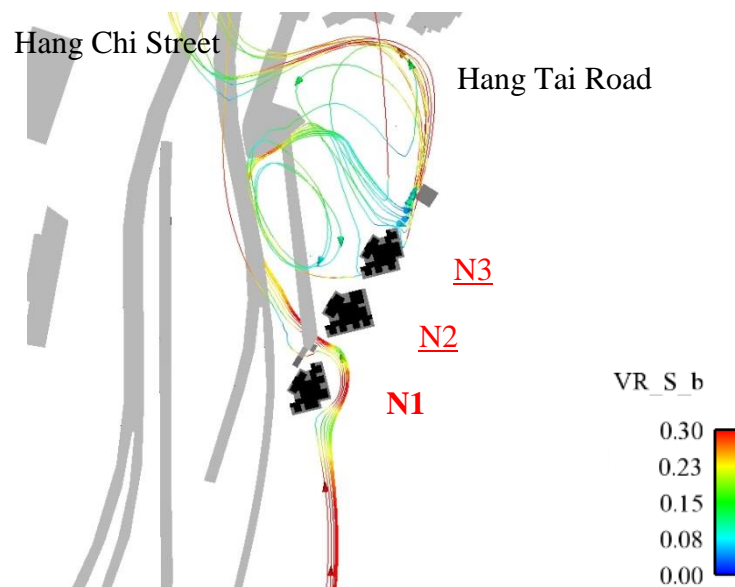 Hang Chi Street
Hang Tai Road
N3
N2
N1
VR_S_b
0.30
0.23
0.15
0.08
0.00